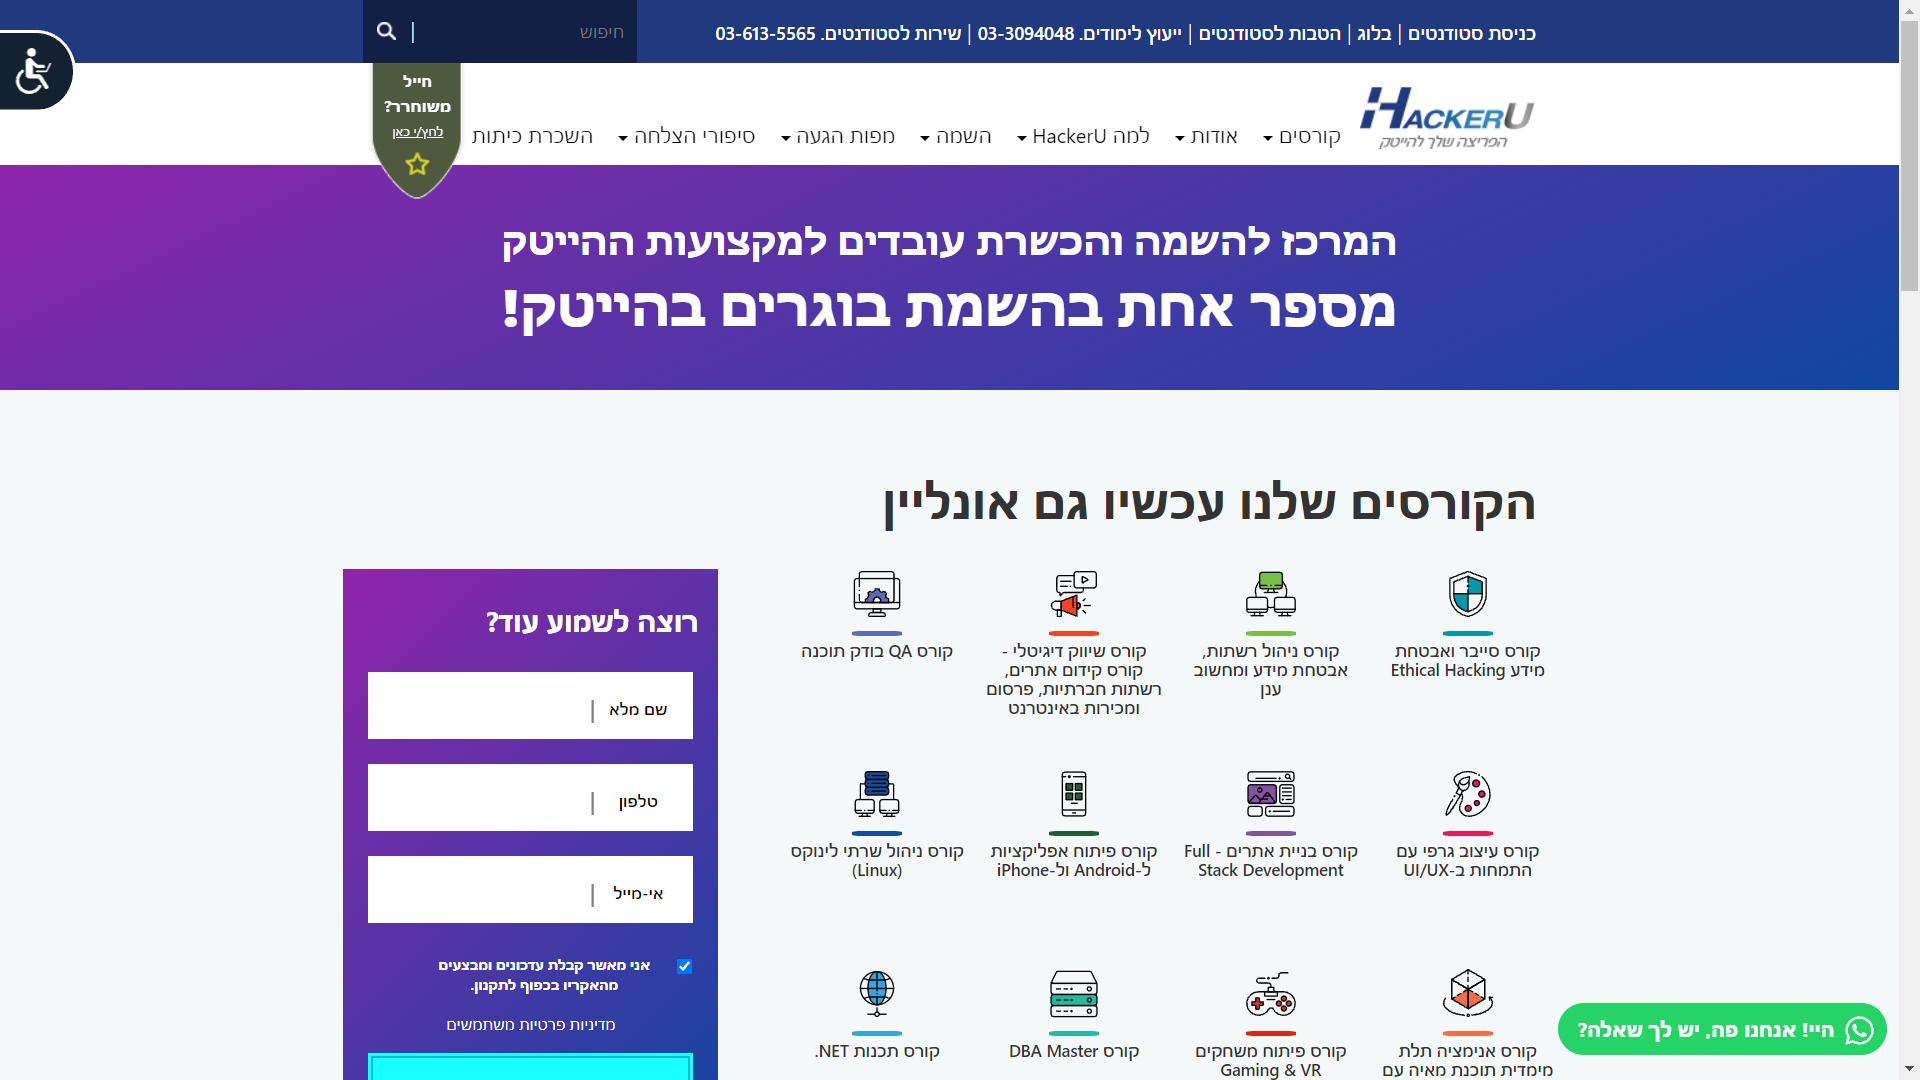 כניסת סטודנטים | בלוג | הטבות לסטודנטים | ייעוץ לימודים. 03-3094048 | שירות לסטודנטים. 03-613-5565
חיפוש
HACKERU
הפריצה שלך להייטק
קורסים
אודות
למה HackerU
השמה
מפות הגעה
סיפורי הצלחה
השכרת כיתות
חייל
משוחרר?
לחץ/י כאן
המרכז להשמה והכשרת עובדים למקצועות ההייטק
מספר אחת בהשמת בוגרים בהייטק!
הקורסים שלנו עכשיו גם אונליין
קורס סייבר ואבטחת
מידע Ethical Hacking
קורס ניהול רשתות,
אבטחת מידע ומחשוב
ענן
קורס שיווק דיגיטלי -
קורס קידום אתרים,
רשתות חברתיות, פרסום
ומכירות באינטרנט
קורס QA בודק תוכנה
קורס עיצוב גרפי עם
התמחות ב-UI/UX
קורס בניית אתרים - Full
Stack Development
קורס פיתוח אפליקציות
ל-Android ול-iPhone
קורס ניהול שרתי לינוקס
(Linux)
קורס אנימציה תלת
מימדית תוכנת מאיה עם
קורס פיתוח משחקים
Gaming & VR
קורס DBA Master
קורס תכנות NET.
רוצה לשמוע עוד?
שם מלא
טלפון
אי-מייל
אני מאשר קבלת עדכונים ומבצעים
מהאקריו בכפוף לתקנון.
מדיניות פרטיות משתמשים
היי! אנחנו פה, יש לך שאלה?